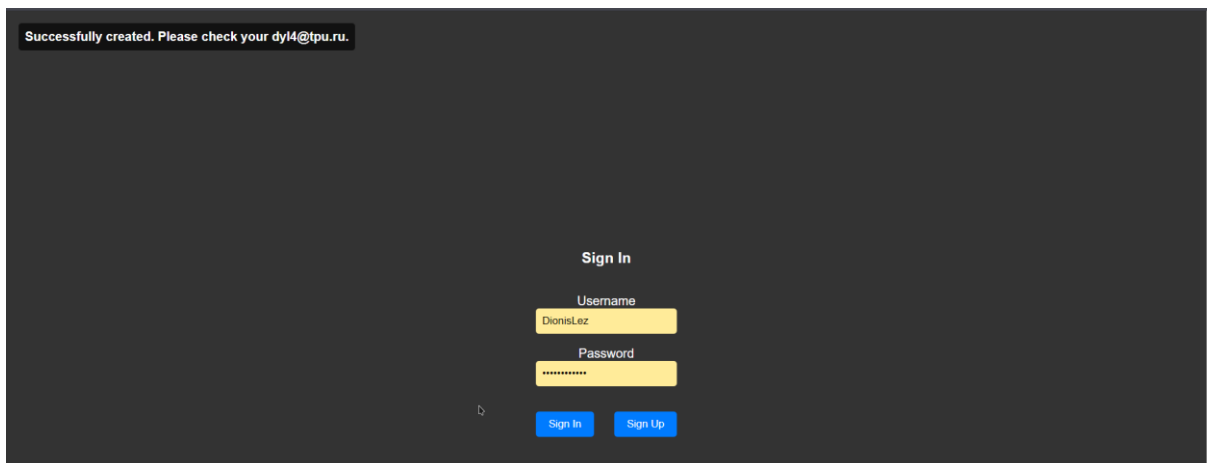 Successfully created. Please check your dyl4@tpu.ru.
Sign In
Username
DionisLez
Password
••••••••••••
Sign In
Sign Up